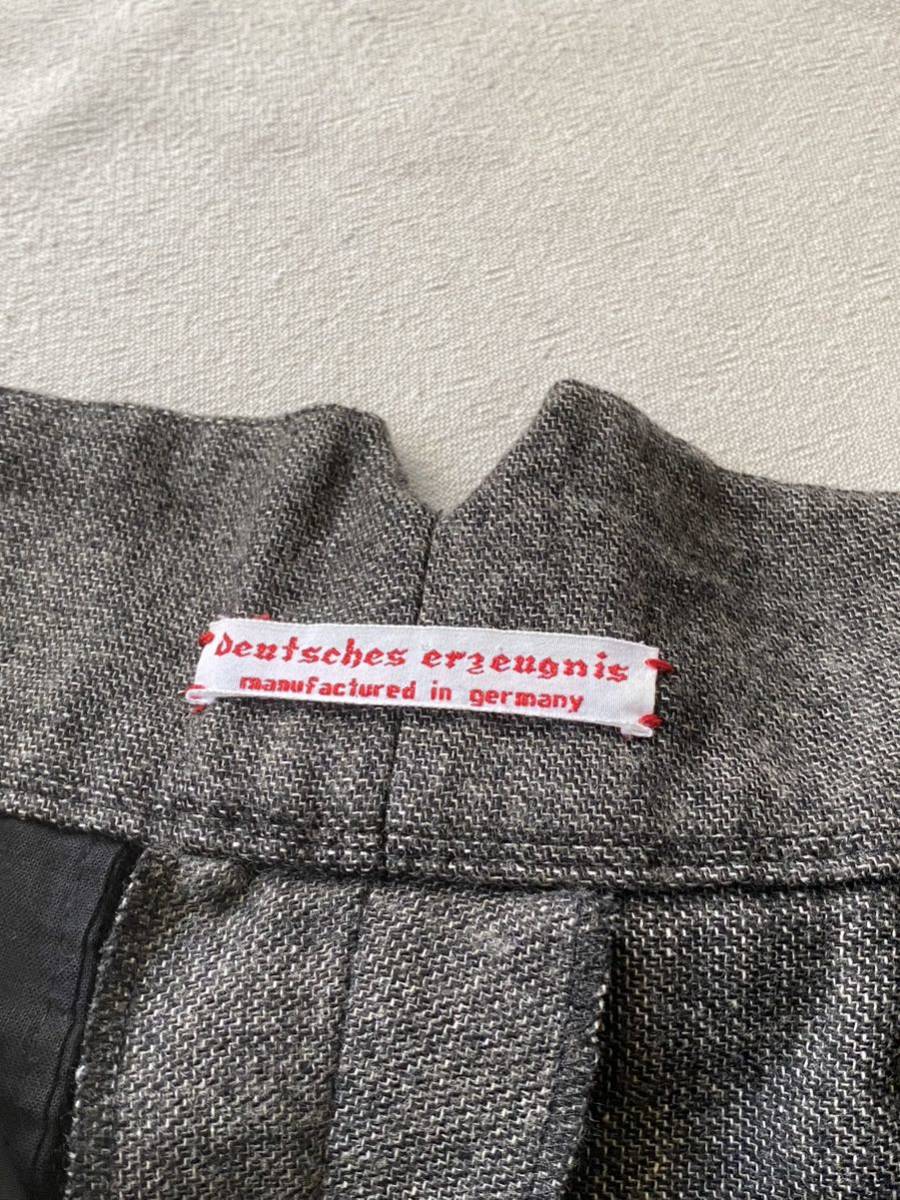 Deutsches erzeugnis
manufactured in germany